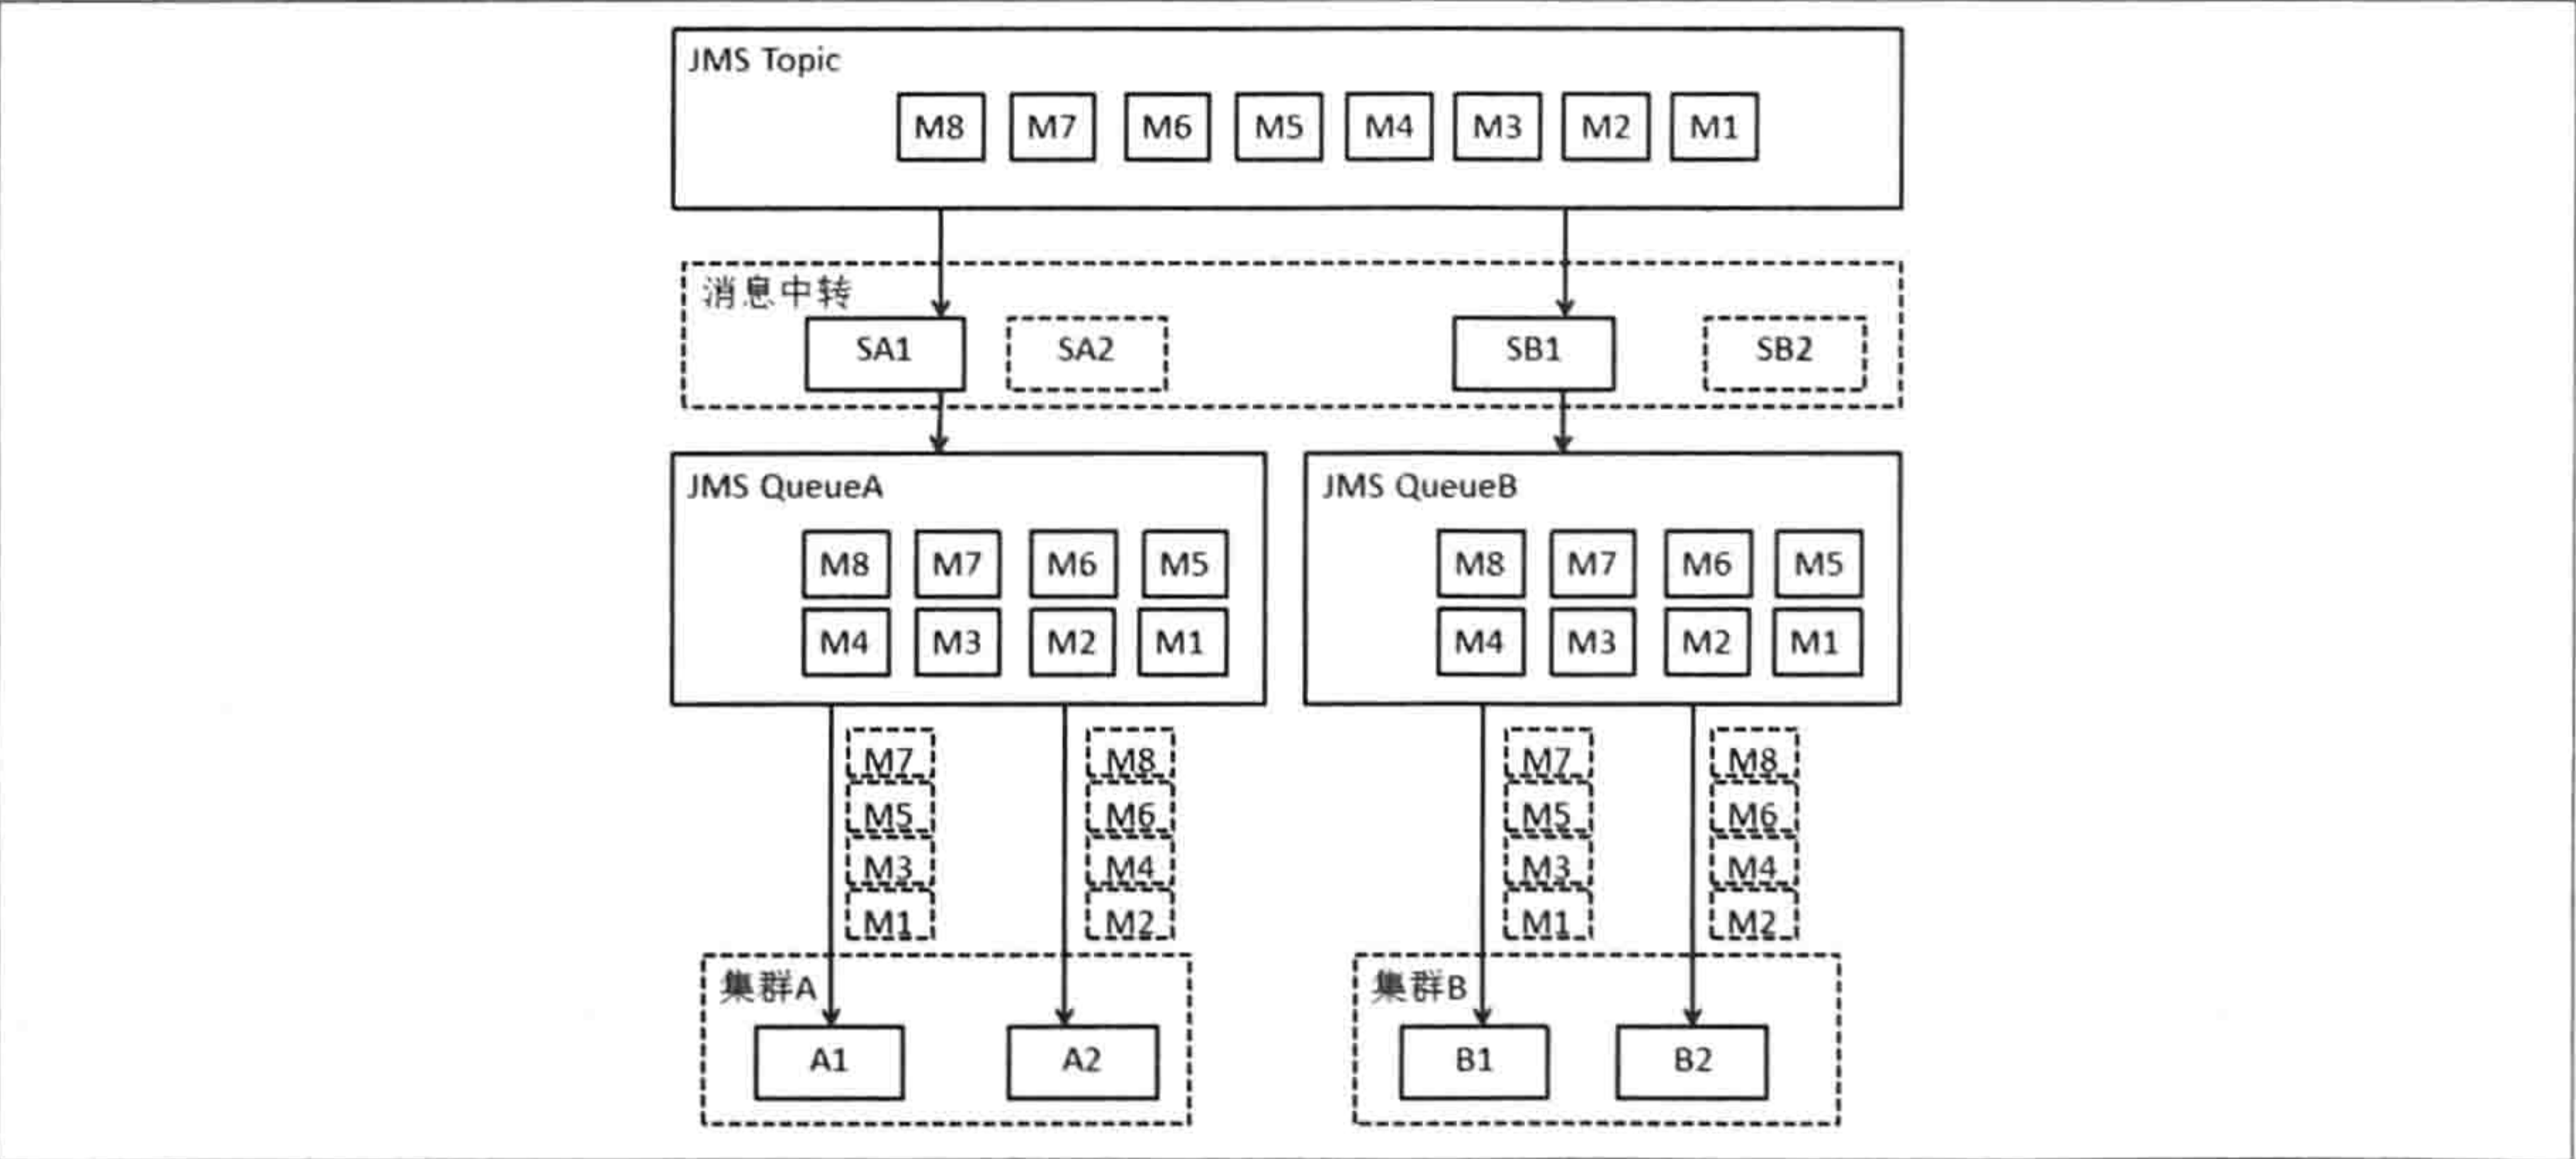 JMS Topic
M8 M7 M6 M5 M4 M3 M2 M1
消息中转
SA1 SA2 SB1 SB2
JMS QueueA
M8 M7 M6 M5
M4 M3 M2 M1
JMS QueueB
M8 M7 M6 M5
M4 M3 M2 M1
M7 M8 M7 M8
M5 M6 M5 M6
M3 M4 M3 M4
M1 M2 M1 M2
集群A
A1 A2
集群B
B1 B2